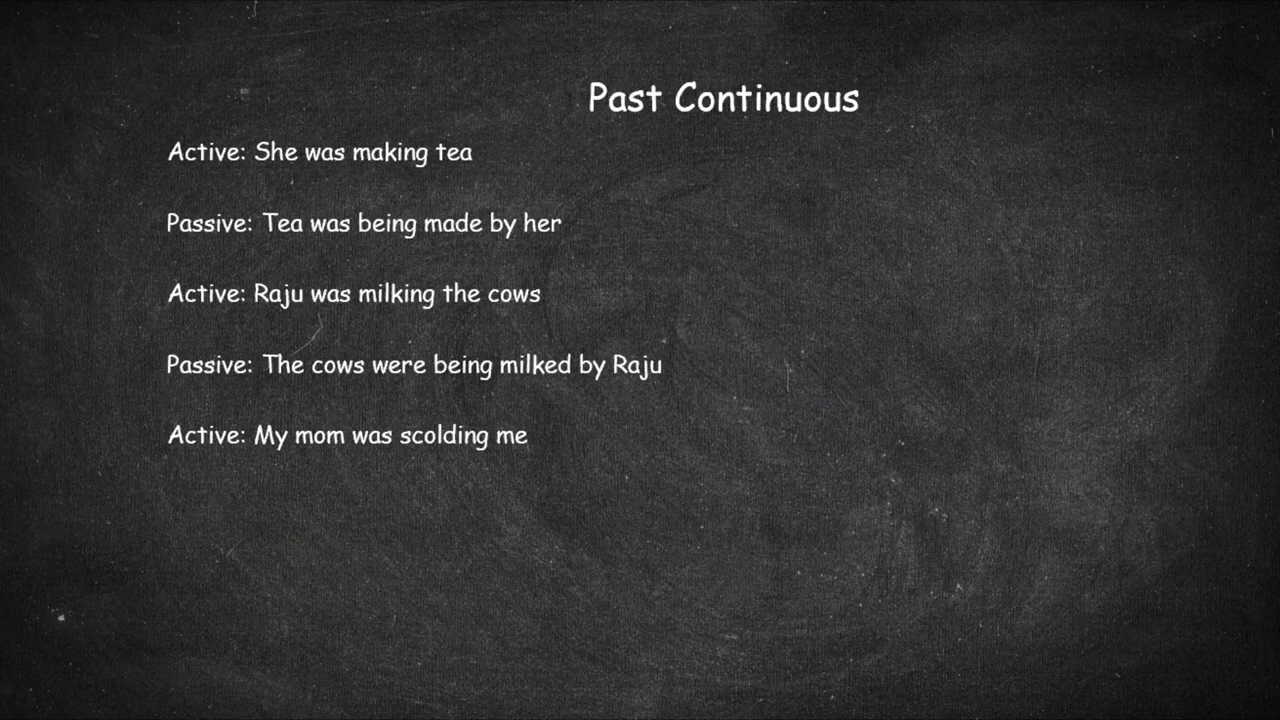 Past Continuous
Active: She was making tea
Passive: Tea was being made by her
Active: Raju was milking the cows
Passive: The cows were being milked by Raju
Active: My mom was scolding me